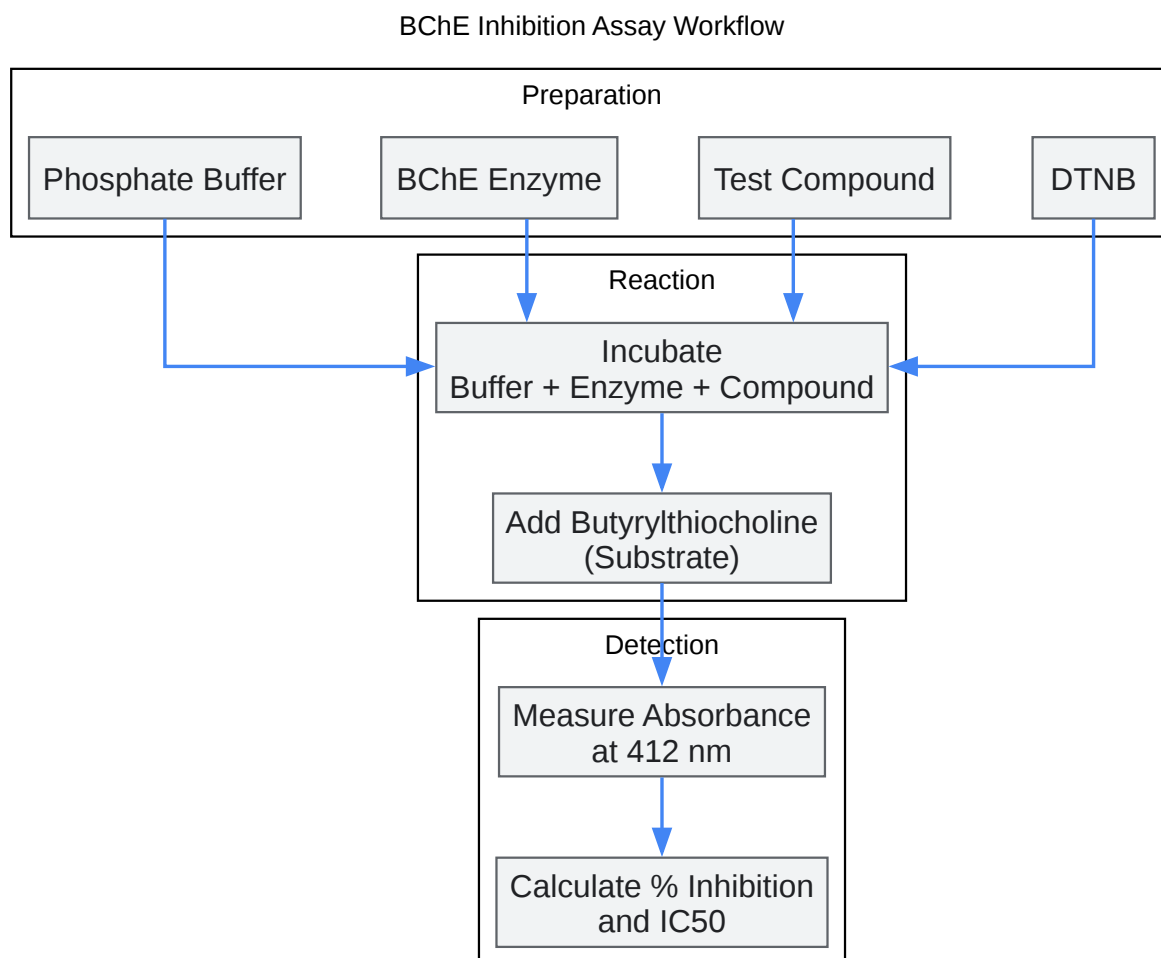 BChE Inhibition Assay Workflow
Preparation
Phosphate Buffer
BChE Enzyme
Test Compound
DTNB
Reaction
Incubate
Buffer + Enzyme + Compound
Add Butyrylthiocholine
(Substrate)
Detection
Measure Absorbance
at 412 nm
Calculate % Inhibition
and IC50